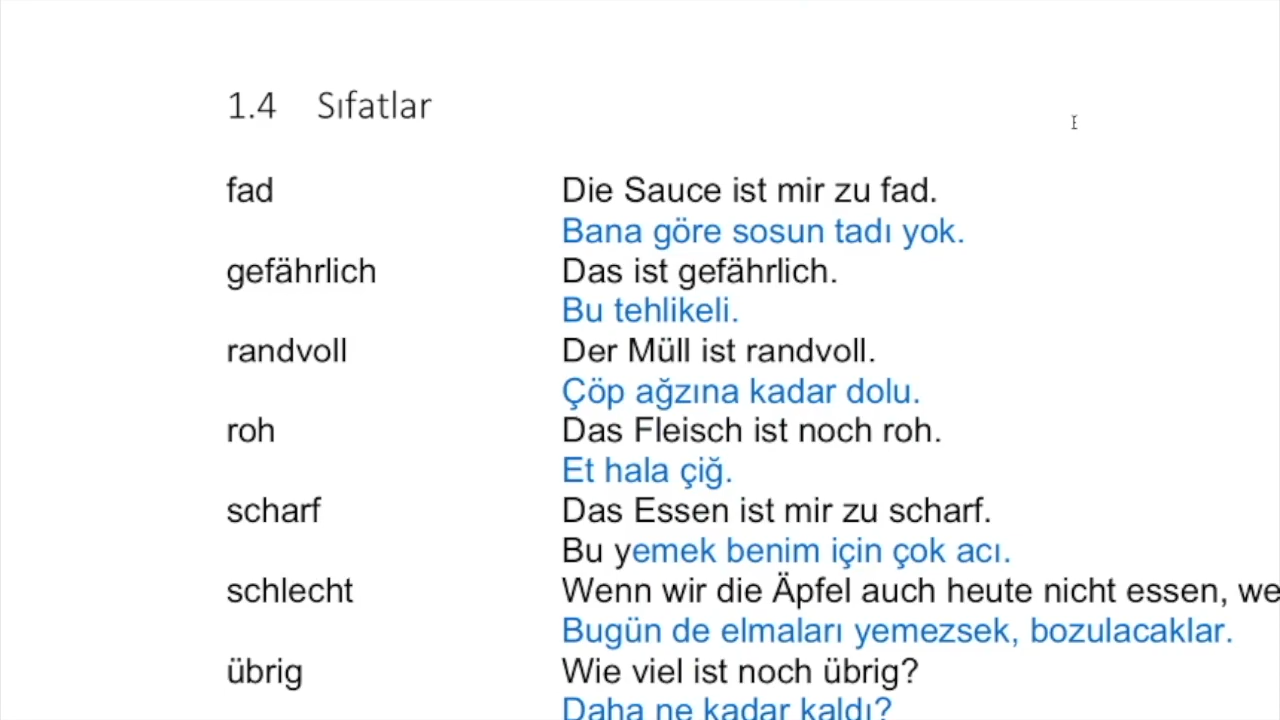 1.4 Sıfatlar
fad Die Sauce ist mir zu fad.
Bana göre sosun tadı yok.
gefährlich Das ist gefährlich.
Bu tehlikeli.
randvoll Der Müll ist randvoll.
Çöp ağzına kadar dolu.
roh Das Fleisch ist noch roh.
Et hala çiğ.
scharf Das Essen ist mir zu scharf.
Bu yemek benim için çok acı.
schlecht Wenn wir die Äpfel auch heute nicht essen, we
Bugün de elmaları yemezsek, bozulacaklar.
übrig Wie viel ist noch übrig?
Daha ne kadar kaldı?